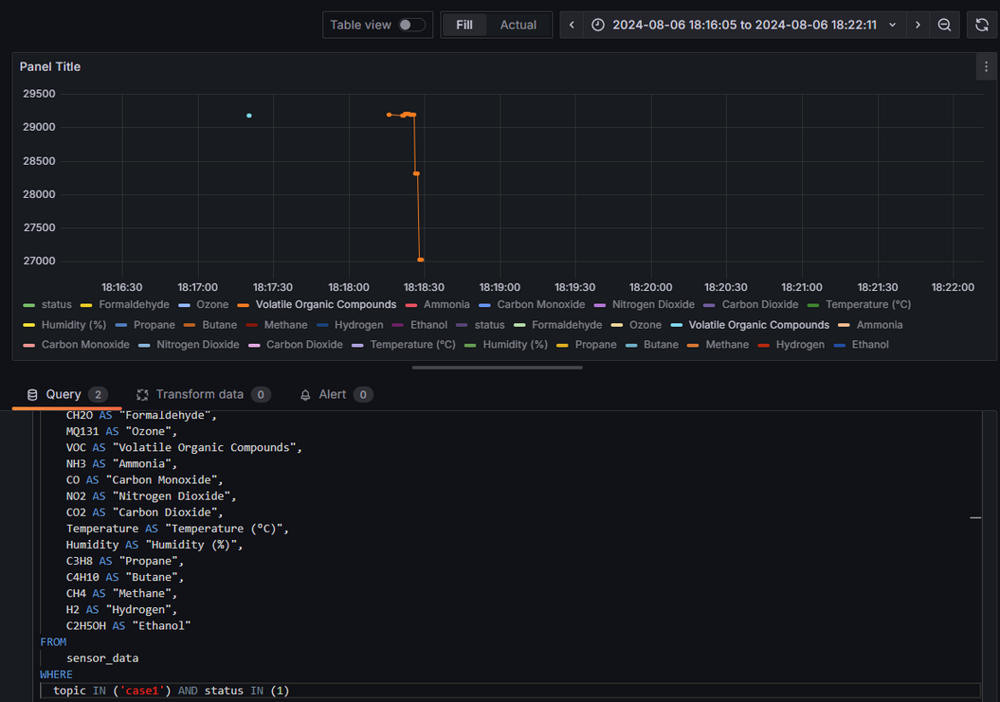 Table view Fill Actual 2024-08-06 18:16:05 to 2024-08-06 18:22:11
Panel Title
29500
29000
28500
28000
27500
27000
18:16:30 18:17:00 18:17:30 18:18:00 18:18:30 18:19:00 18:19:30 18:20:00 18:20:30 18:21:00 18:21:30 18:22:00
status Formaldehyde Ozone Volatile Organic Compounds Ammonia Carbon Monoxide Nitrogen Dioxide Carbon Dioxide Temperature (°C)
Humidity (%) Propane Butane Methane Hydrogen Ethanol status Formaldehyde Ozone Volatile Organic Compounds Ammonia
Carbon Monoxide Nitrogen Dioxide Carbon Dioxide Temperature (°C) Humidity (%) Propane Butane Methane Hydrogen Ethanol
Query 2 Transform data 0 Alert 0
CH2O AS "Formaldehyde",
MQ131 AS "Ozone",
VOC AS "Volatile Organic Compounds",
NH3 AS "Ammonia",
CO AS "Carbon Monoxide",
NO2 AS "Nitrogen Dioxide",
CO2 AS "Carbon Dioxide",
Temperature AS "Temperature (°C)",
Humidity AS "Humidity (%)",
C3H8 AS "Propane",
C4H10 AS "Butane",
CH4 AS "Methane",
H2 AS "Hydrogen",
C2H5OH AS "Ethanol"
FROM
sensor_data
WHERE
topic IN ('case1') AND status IN (1)